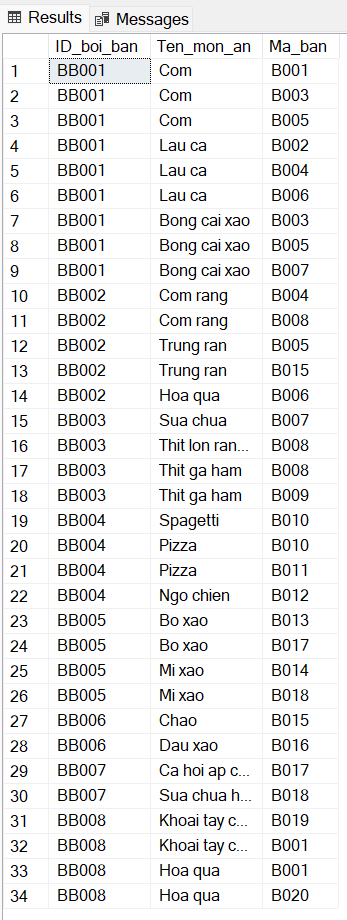 Results Messages
ID_boi_ban Ten_mon_an Ma_ban
1 BB001 Com B001
2 BB001 Com B003
3 BB001 Com B005
4 BB001 Lau ca B002
5 BB001 Lau ca B004
6 BB001 Lau ca B006
7 BB001 Bong cai xao B003
8 BB001 Bong cai xao B005
9 BB001 Bong cai xao B007
10 BB002 Com rang B004
11 BB002 Com rang B008
12 BB002 Trung ran B005
13 BB002 Trung ran B015
14 BB002 Hoa qua B006
15 BB003 Sua chua B007
16 BB003 Thit lon ran... B008
17 BB003 Thit ga ham B008
18 BB003 Thit ga ham B009
19 BB004 Spagetti B010
20 BB004 Pizza B010
21 BB004 Pizza B011
22 BB004 Ngo chien B012
23 BB005 Bo xao B013
24 BB005 Bo xao B017
25 BB005 Mi xao B014
26 BB005 Mi xao B018
27 BB006 Chao B015
28 BB006 Dau xao B016
29 BB007 Ca hoi ap c... B017
30 BB007 Sua chua h... B018
31 BB008 Khoai tay c... B019
32 BB008 Khoai tay c... B001
33 BB008 Hoa qua B001
34 BB008 Hoa qua B020